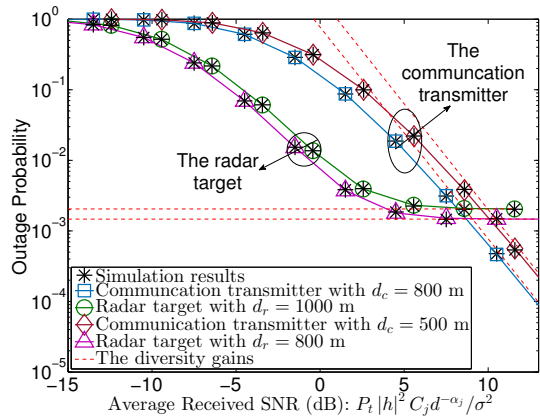 Outage Probability
10^0
10^{-1}
10^{-2}
10^{-3}
10^{-4}
10^{-5}
The
communcation
transmitter
The radar
target
Simulation results
Communcation transmitter with d_c = 800 m
Radar target with d_r = 1000 m
Communication transmitter with d_c = 500 m
Radar target with d_r = 800 m
The diversity gains
-15 -10 -5 0 5 10
Average Received SNR (dB): P_t |h|^2 C_j d^{-α_j}/σ^2